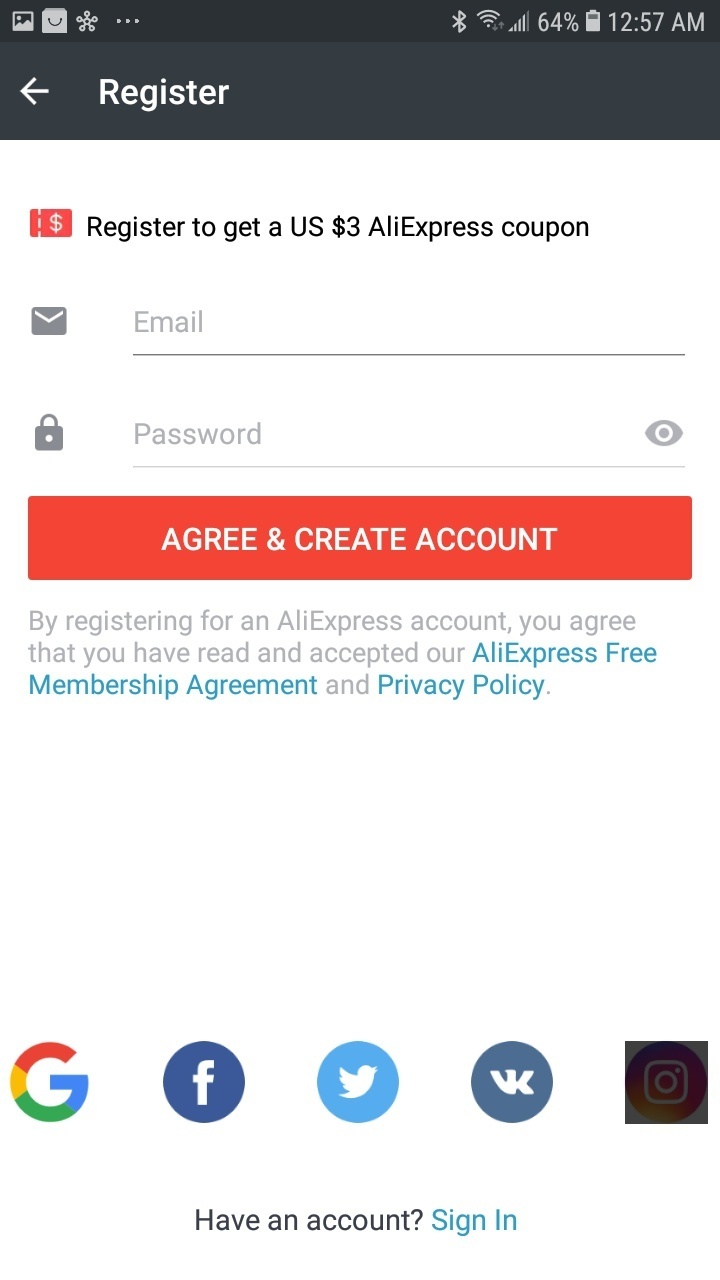 64% 12:57 AM
Register
Register to get a US $3 AliExpress coupon
Email
Password
AGREE & CREATE ACCOUNT
By registering for an AliExpress account, you agree
that you have read and accepted our AliExpress Free
Membership Agreement and Privacy Policy.
Have an account? Sign In